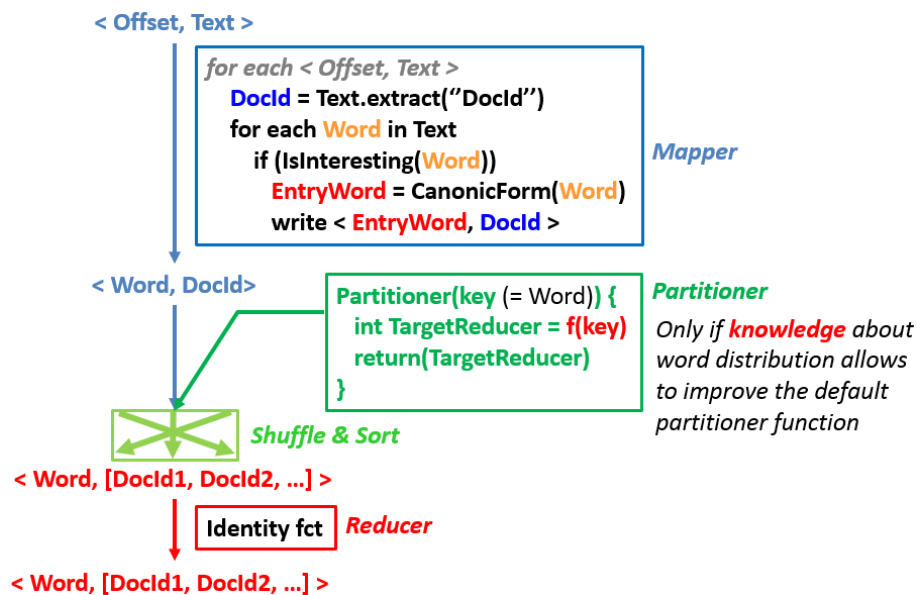 < Offset, Text >
for each < Offset, Text >
DocId = Text.extract(‘’DocId’’)
for each Word in Text
if (IsInteresting(Word))
EntryWord = CanonicForm(Word)
write < EntryWord, DocId >
Mapper
< Word, DocId>
Partitioner(key (= Word)) {
int TargetReducer = f(key)
return(TargetReducer)
}
Partitioner
Only if knowledge about
word distribution allows
to improve the default
partitioner function
Shuffle & Sort
< Word, [DocId1, DocId2, …] >
Identity fct
Reducer
< Word, [DocId1, DocId2, …] >